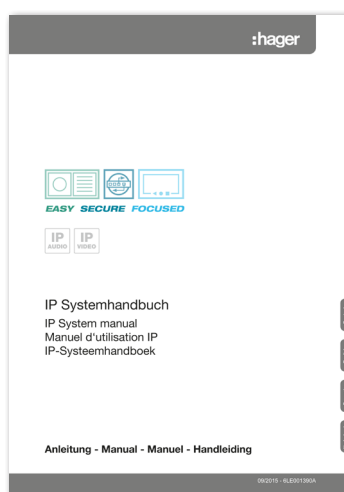 :hager
EASY SECURE FOCUSED
IP
AUDIO
IP
VIDEO
IP Systemhandbuch
IP System manual
Manuel d'utilisation IP
IP-Systeemhandboek
Anleitung - Manual - Manuel - Handleiding
09/2015 - 6LE001380A